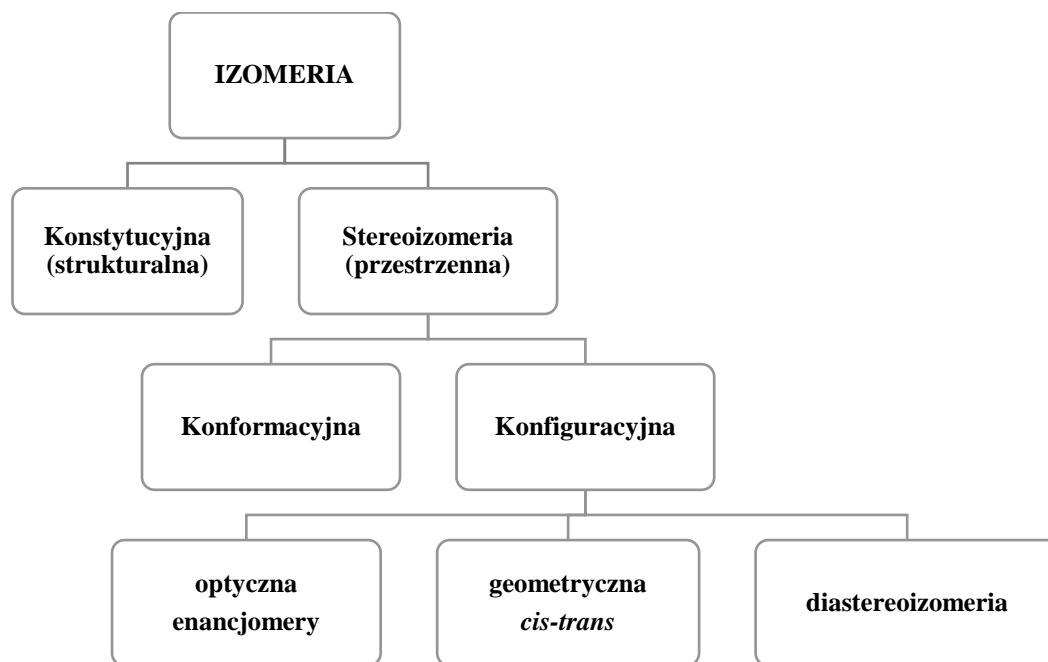 IZOMERIA
Konstytucyjna
(strukturalna)
Stereoizomeria
(przestrzenna)
Konformacyjna
Konfiguracyjna
optyczna
enancjomery
geometryczna
cis-trans
diastereoizomeria